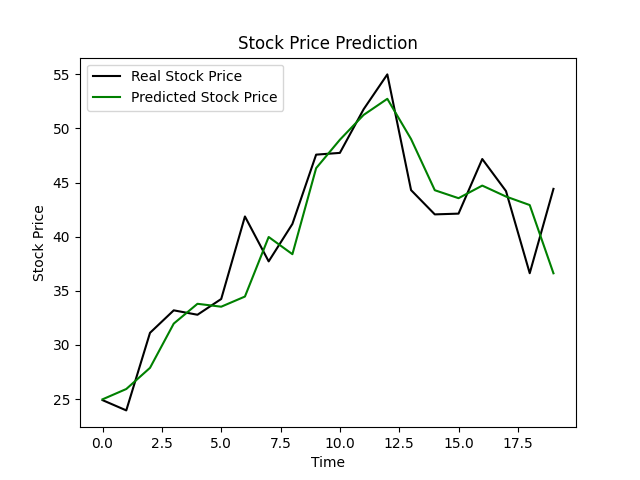 Stock Price Prediction
Real Stock Price
Predicted Stock Price
55
50
45
40
35
30
25
Stock Price
0.0 2.5 5.0 7.5 10.0 12.5 15.0 17.5
Time